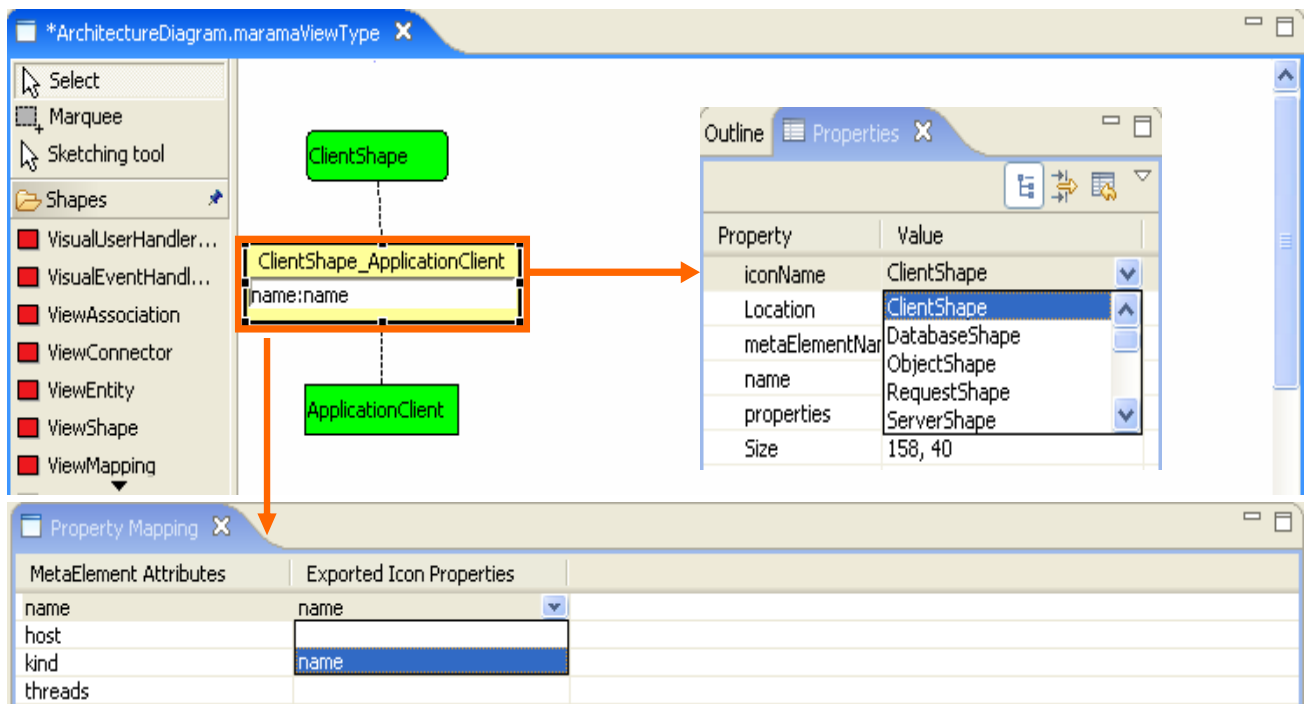 *ArchitectureDiagram.maramaViewType
Select
Marquee
Sketching tool
Shapes
VisualUserHandler...
VisualEventHandl...
ViewAssociation
ViewConnector
ViewEntity
ViewShape
ViewMapping
ClientShape
ClientShape_ApplicationClient
name:name
ApplicationClient
Outline Properties
Property Value
iconName ClientShape
Location ClientShape
DatabaseShape
metaElementNar
ObjectShape
name
RequestShape
properties
ServerShape
Size 158, 40
Property Mapping
MetaElement Attributes Exported Icon Properties
name name
host
kind name
threads